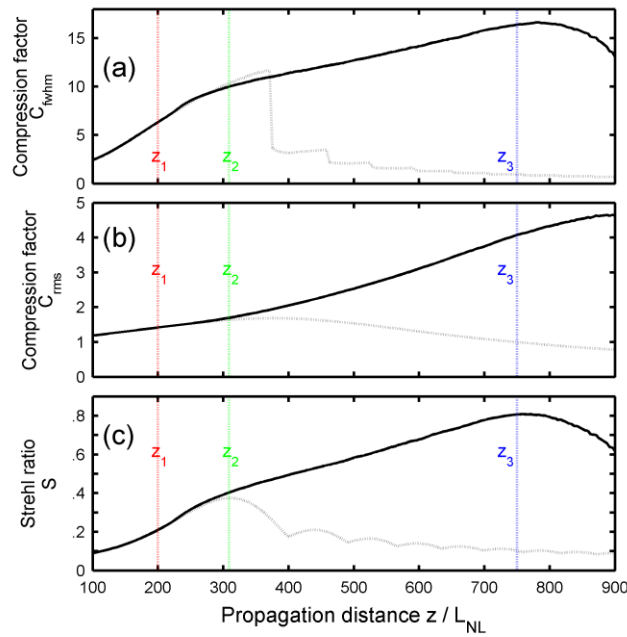 (a)
Compression factor
C_fwhm
15
10
5
0
z_1
z_2
z_3
(b)
Compression factor
C_rms
5
4
3
2
1
0
z_1
z_2
z_3
(c)
Strehl ratio
S
.8
.6
.4
.2
0
z_1
z_2
z_3
100 200 300 400 500 600 700 800 900
Propagation distance z / L_NL